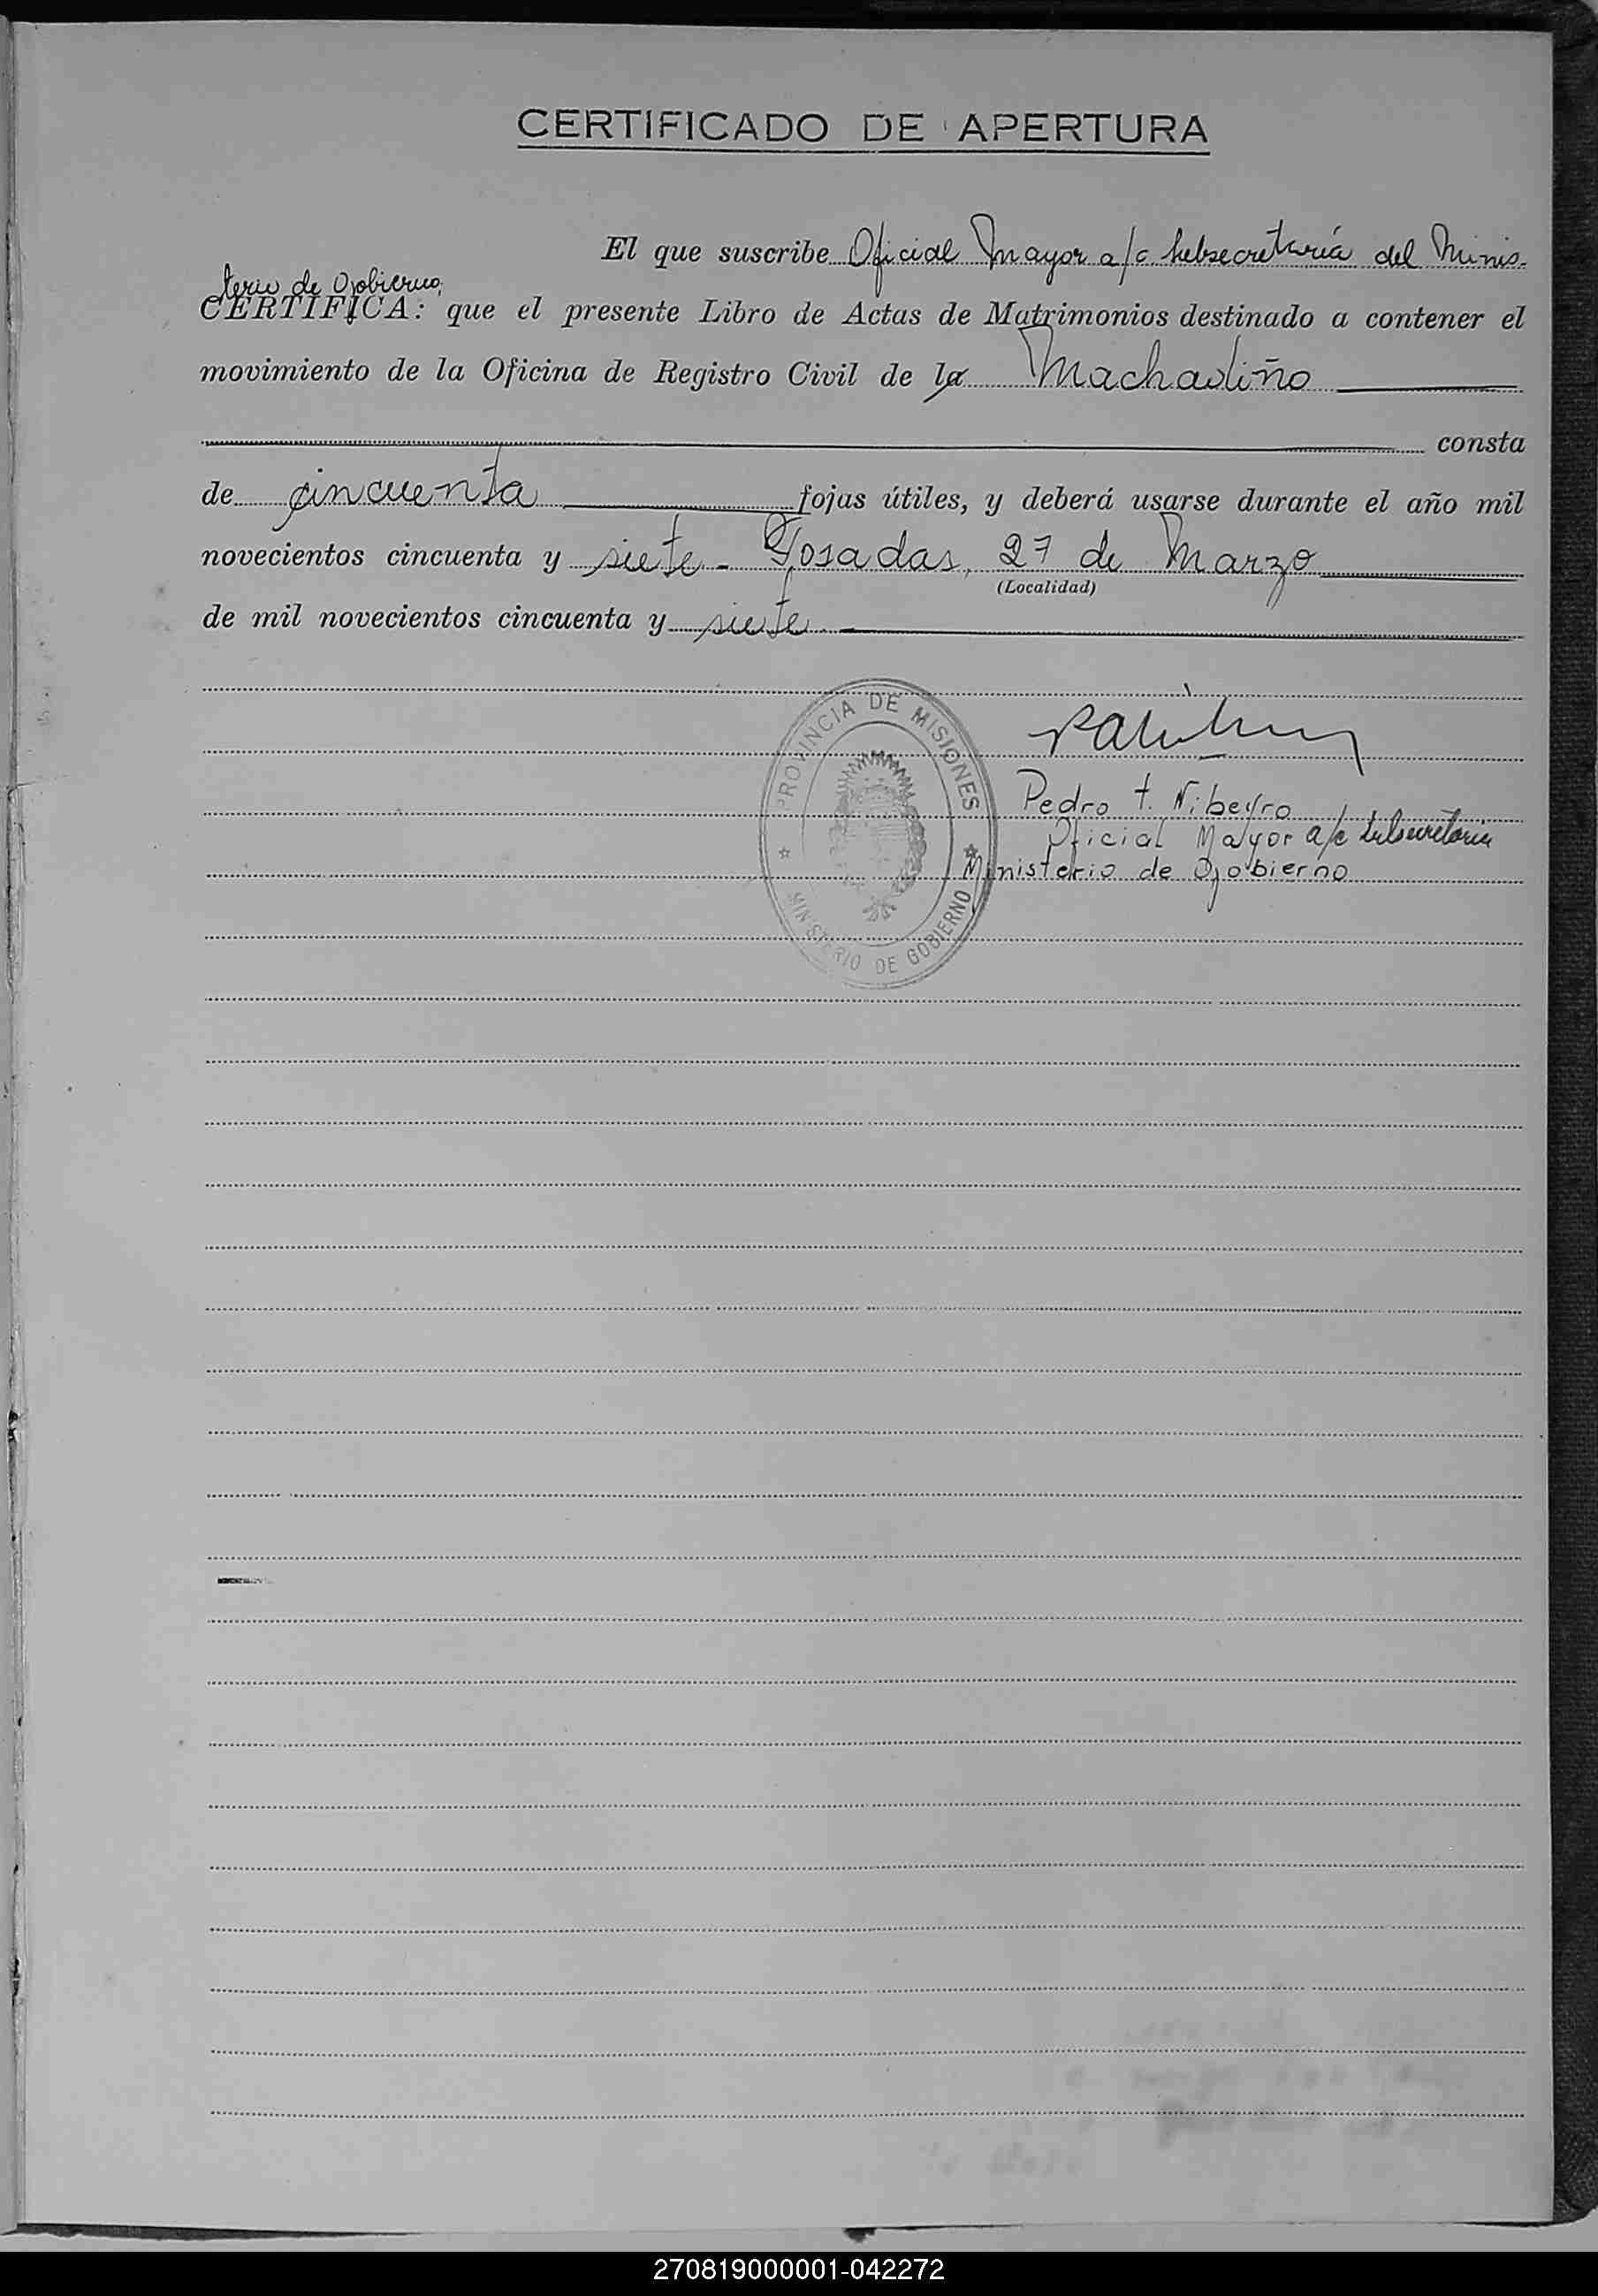 CERTIFICADO DE APERTURA
El que suscribe Oficial Mayor a/c Subsecretaría del Minis-
terio de Gobierno,
CERTIFICA: que el presente Libro de Actas de Matrimonios destinado a contener el
movimiento de la Oficina de Registro Civil de la Machadiño
consta
de cincuenta fojas útiles, y deberá usarse durante el año mil
novecientos cincuenta y siete - Posadas, 27 de Marzo
(Localidad)
de mil novecientos cincuenta y siete.
PROVINCIA DE MISIONES
MINISTERIO DE GOBIERNO
Pedro t. Nibeyro
Oficial Mayor a/c Subsecretaria
Ministerio de Gobierno
270819000001-042272